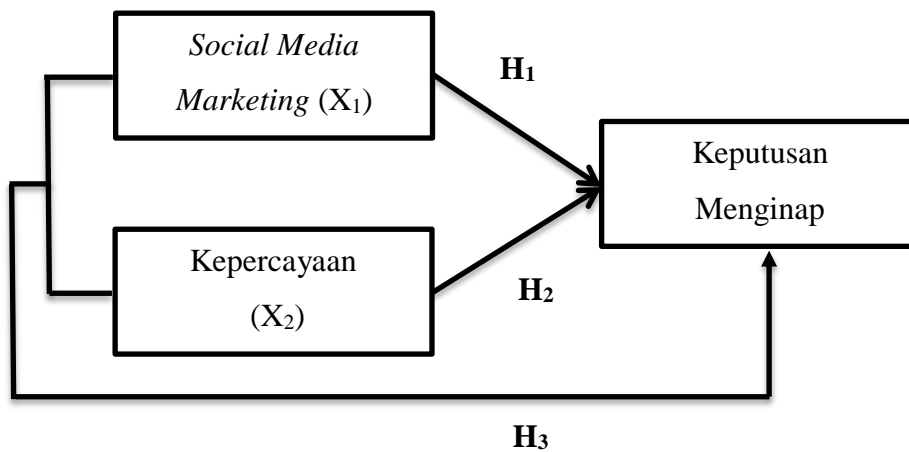 Social Media
Marketing (X₁)
H₁
Keputusan
Menginap
Kepercayaan
(X₂)
H₂
H₃